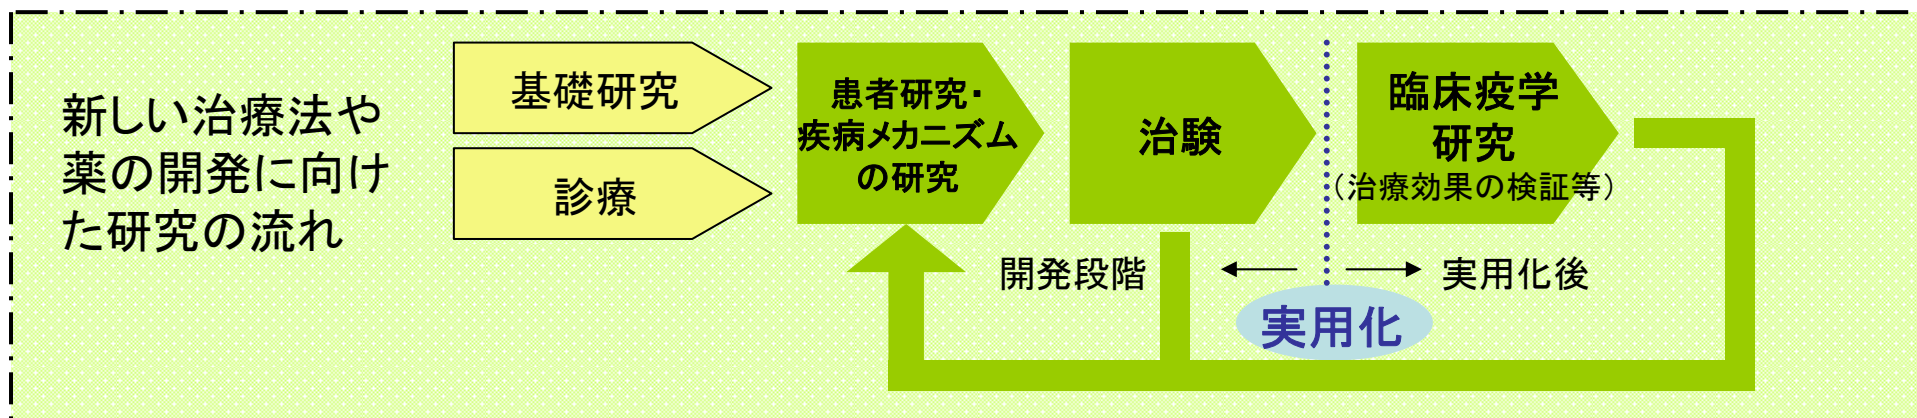 新しい治療法や
薬の開発に向け
た研究の流れ
基礎研究
診療
患者研究・
疾病メカニズム
の研究
治験
臨床疫学
研究
（治療効果の検証等）
開発段階
実用化後
実用化